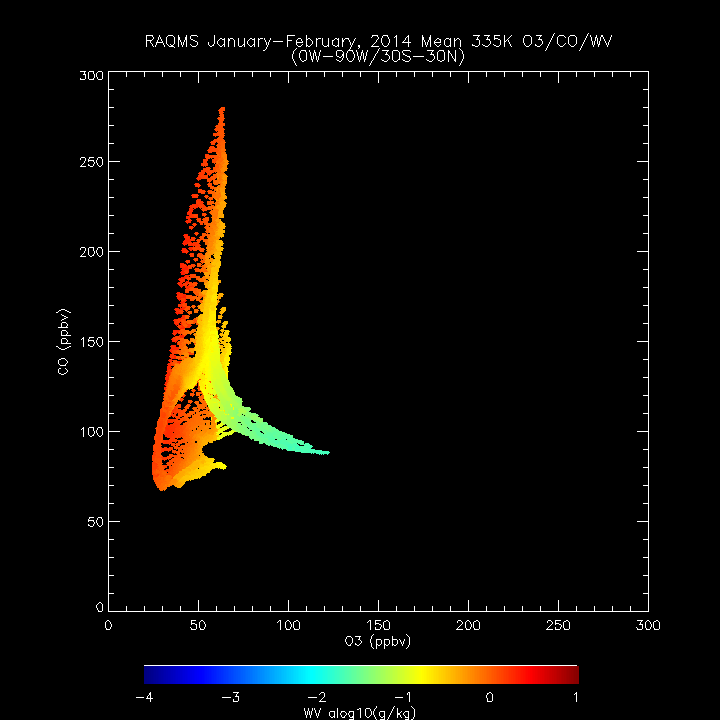 RAQMS January-February, 2014 Mean 335K O3/CO/WV
(0W-90W/30S-30N)
300
250
200
150
100
50
0
CO (ppbv)
0 50 100 150 200 250 300
O3 (ppbv)
-4 -3 -2 -1 0 1
WV alog10(g/kg)